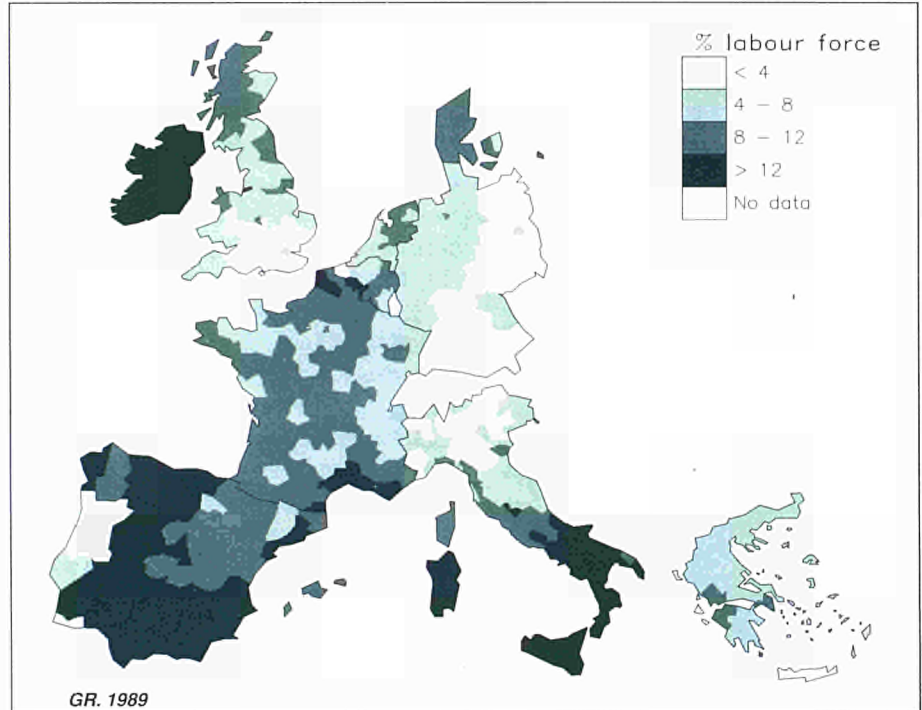 % labour force
< 4
4 – 8
8 – 12
> 12
No data
GR. 1989